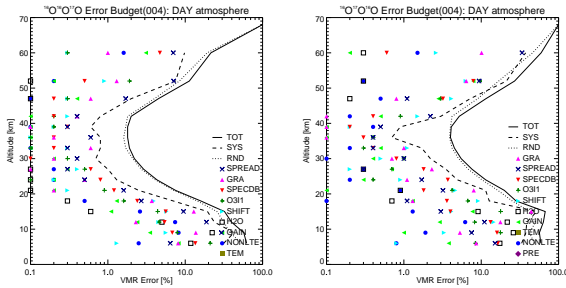 ¹⁶O¹⁶O¹⁷O Error Budget(004): DAY atmosphere
70
60
50
40
30
20
10
0
Altitude [km]
0.1 1.0 10.0 100.0
VMR Error [%]
TOT
SYS
RND
SPREAD
GRA
SPECDB
O3I1
SHIFT
H2O
GAIN
NONLTE
TEM
¹⁶O¹⁷O¹⁶O Error Budget(004): DAY atmosphere
70
60
50
40
30
20
10
0
Altitude [km]
0.1 1.0 10.0 100.0
VMR Error [%]
TOT
SYS
RND
GRA
SPREAD
SPECDB
O3I1
SHIFT
GAIN
TEM
NONLTE
PRE